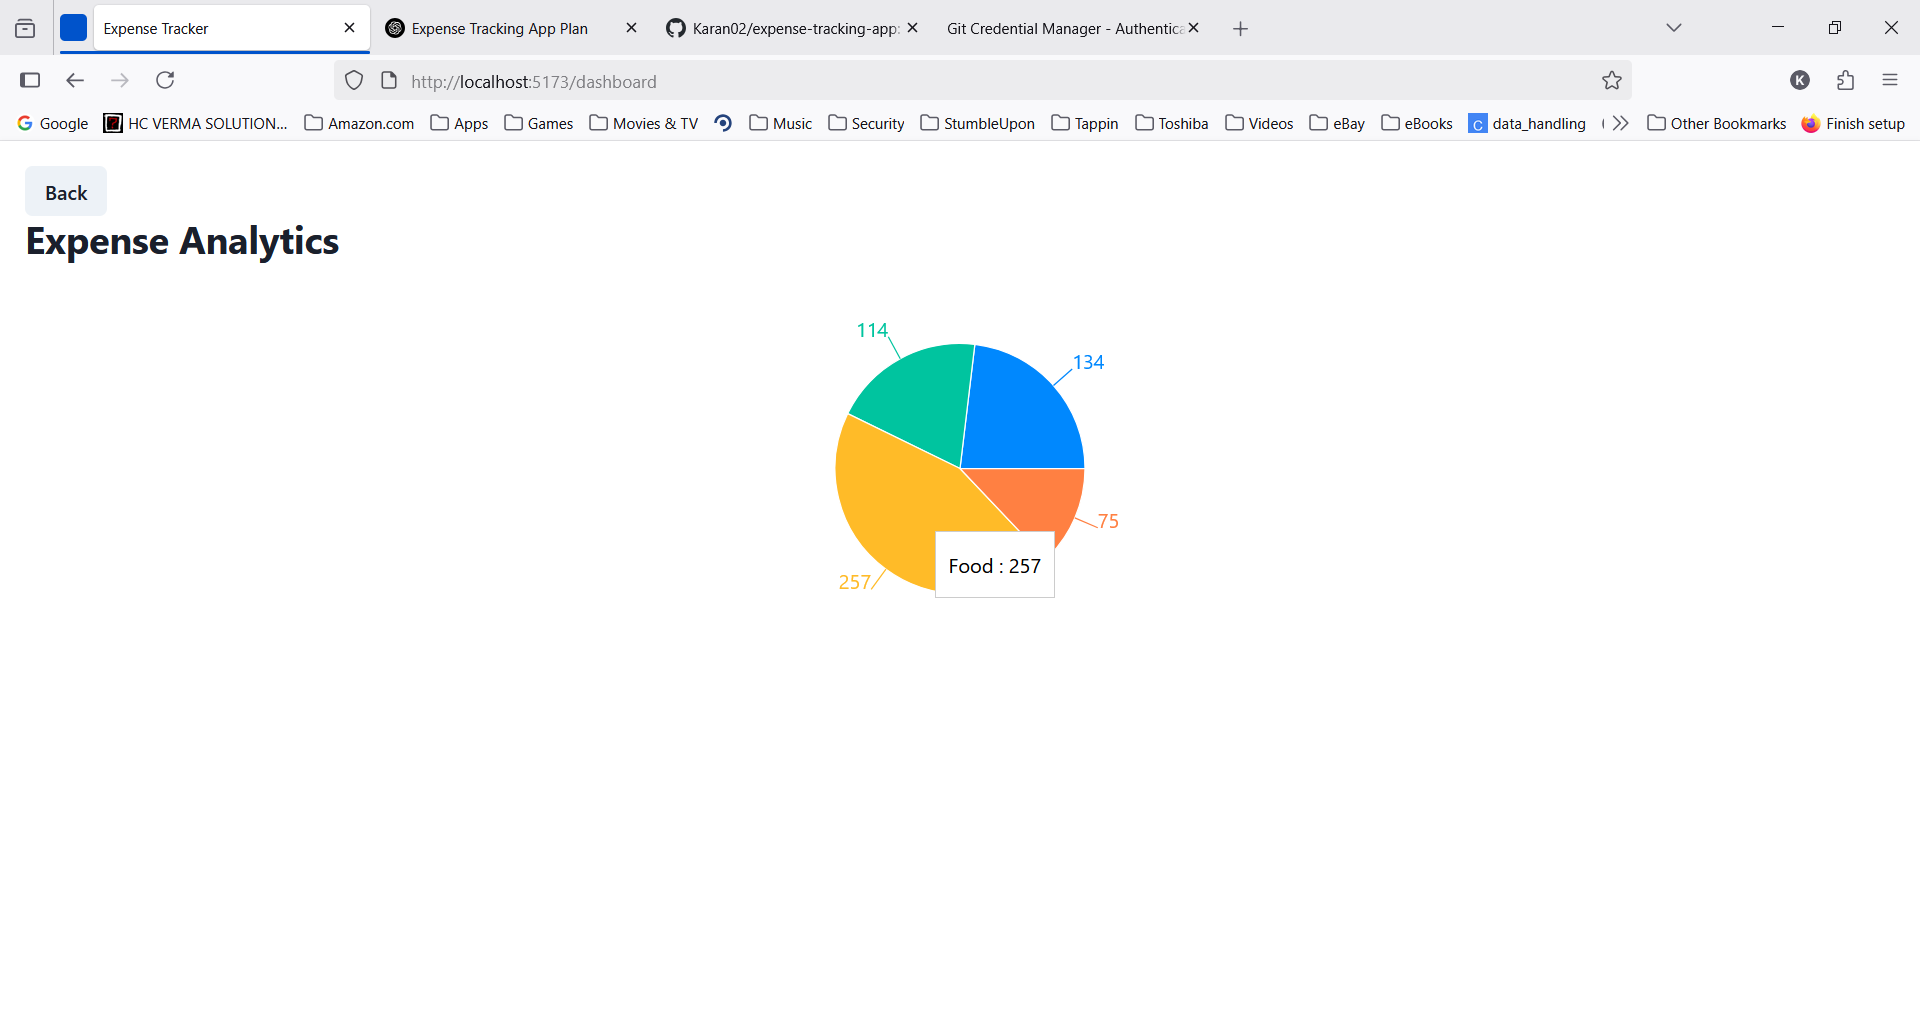 Expense Tracker
Expense Tracking App Plan
Karan02/expense-tracking-app:
Git Credential Manager - Authentica
http://localhost:5173/dashboard
K
Google
HC VERMA SOLUTION...
Amazon.com
Apps
Games
Movies & TV
Music
Security
StumbleUpon
Tappin
Toshiba
Videos
eBay
eBooks
C data_handling
Other Bookmarks
Finish setup
Back
Expense Analytics
114
134
75
Food : 257
257